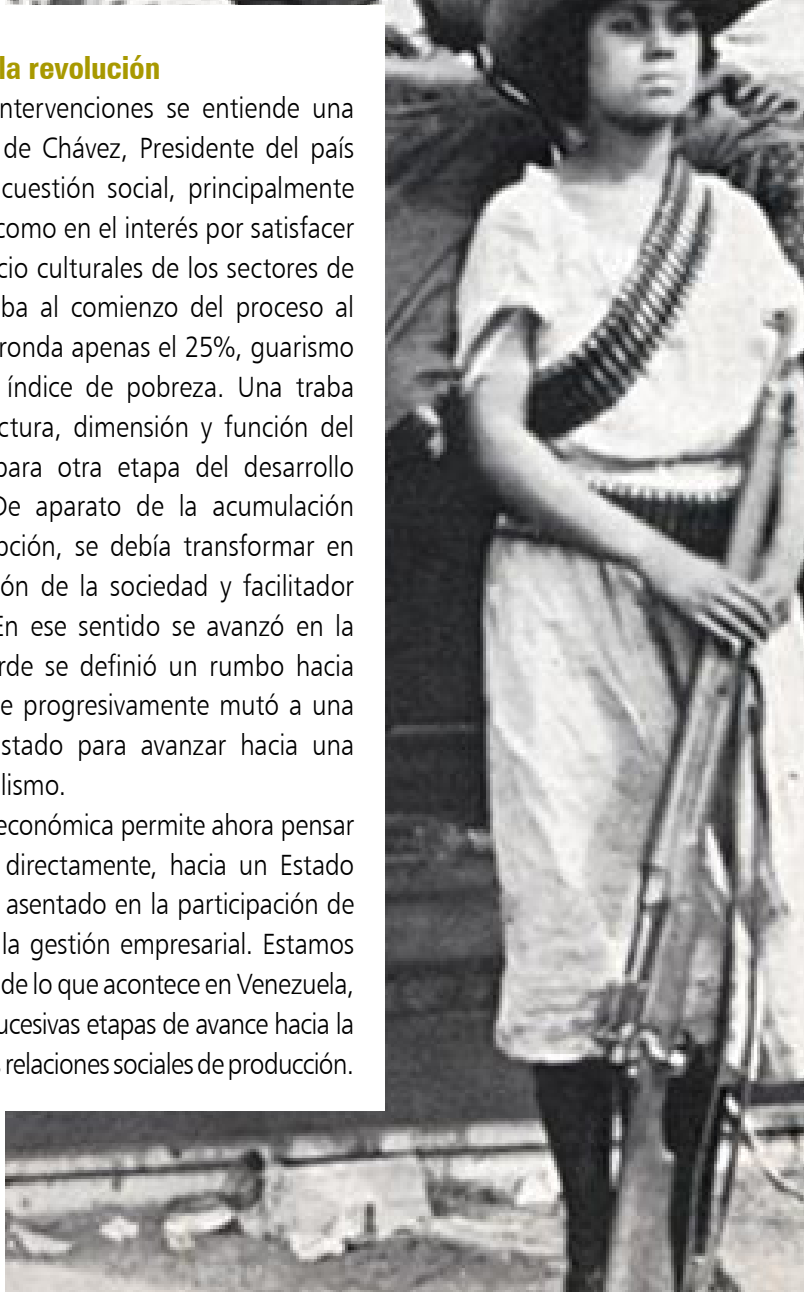 la revolución
ntervenciones se entiende una
de Chávez, Presidente del país
cuestión social, principalmente
como en el interés por satisfacer
cio culturales de los sectores de
ba al comienzo del proceso al
ronda apenas el 25%, guarismo
índice de pobreza. Una traba
ctura, dimensión y función del
para otra etapa del desarrollo
De aparato de la acumulación
pción, se debía transformar en
ón de la sociedad y facilitador
En ese sentido se avanzó en la
rde se definió un rumbo hacia
e progresivamente mutó a una
stado para avanzar hacia una
lismo.
económica permite ahora pensar
directamente, hacia un Estado
asentado en la participación de
la gestión empresarial. Estamos
de lo que acontece en Venezuela,
ucesivas etapas de avance hacia la
relaciones sociales de producción.